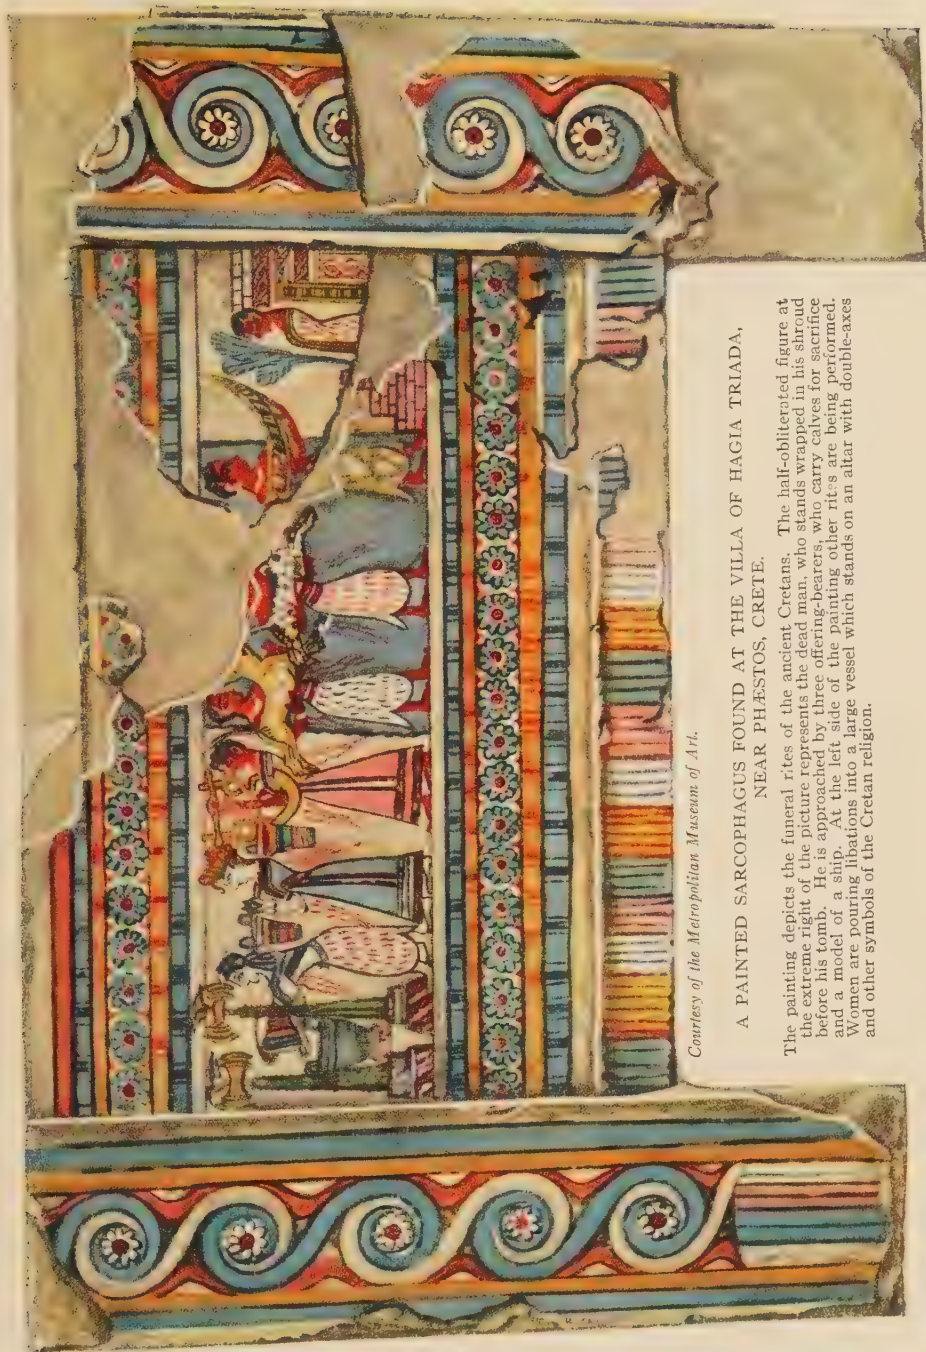 Courtesy of the Metropolitan Museum of Art.
A PAINTED SARCOPHAGUS FOUND AT THE VILLA OF HAGIA TRIADA,
NEAR PHÆSTOS, CRETE.
The painting depicts the funeral rites of the ancient Cretans. The half-obliterated figure at
the extreme right of the picture represents the dead man, who stands wrapped in his shroud
before his tomb. He is approached by three offering-bearers, who carry calves for sacrifice
and a model of a ship. At the left side of the painting other rites are being performed.
Women are pouring libations into a large vessel which stands on an altar with double-axes
and other symbols of the Cretan religion.